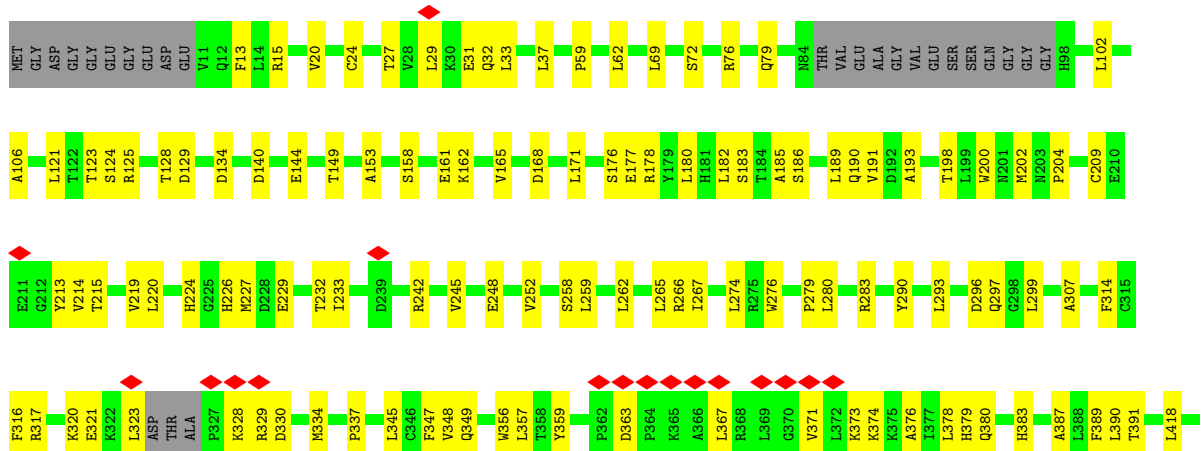 MET GLY ASP GLY GLY GLU GLU GLY GLU ASP GLU V11 Q12 F13 L14 R15 V20 C24 T27 V28 L29 K30 E31 Q32 L33 L37 P59 L62 L69 S72 R76 Q79 N84 THR VAL GLU ALA GLY VAL GLU SER SER GLN GLY GLY GLY H98 L102
A106 L121 T122 T123 S124 R125 T128 D129 D134 D140 E144 T149 A153 S158 E161 K162 V165 D168 L171 S176 E177 R178 Y179 L180 H181 L182 S183 T184 A185 S186 L189 Q190 V191 D192 A193 T198 L199 W200 N201 M202 N203 P204 C209 E210
E211 G212 Y213 V214 T215 V219 L220 H224 G225 H226 M227 D228 E229 T232 I233 D239 R242 V245 E248 V252 S258 L259 L262 L265 R266 I267 L274 R275 W276 P279 L280 R283 Y290 L293 D296 Q297 G298 L299 A307 F314 C315
F316 R317 K320 E321 K322 L323 ASP THR ALA P327 K328 R329 D330 M334 P337 L345 C346 F347 V348 Q349 W356 L357 T358 Y359 P362 D363 P364 K365 A366 L367 R368 L369 G370 V371 L372 K373 K374 K375 A376 I377 L378 H379 Q380 H383 A387 L388 F389 L390 T391 L418